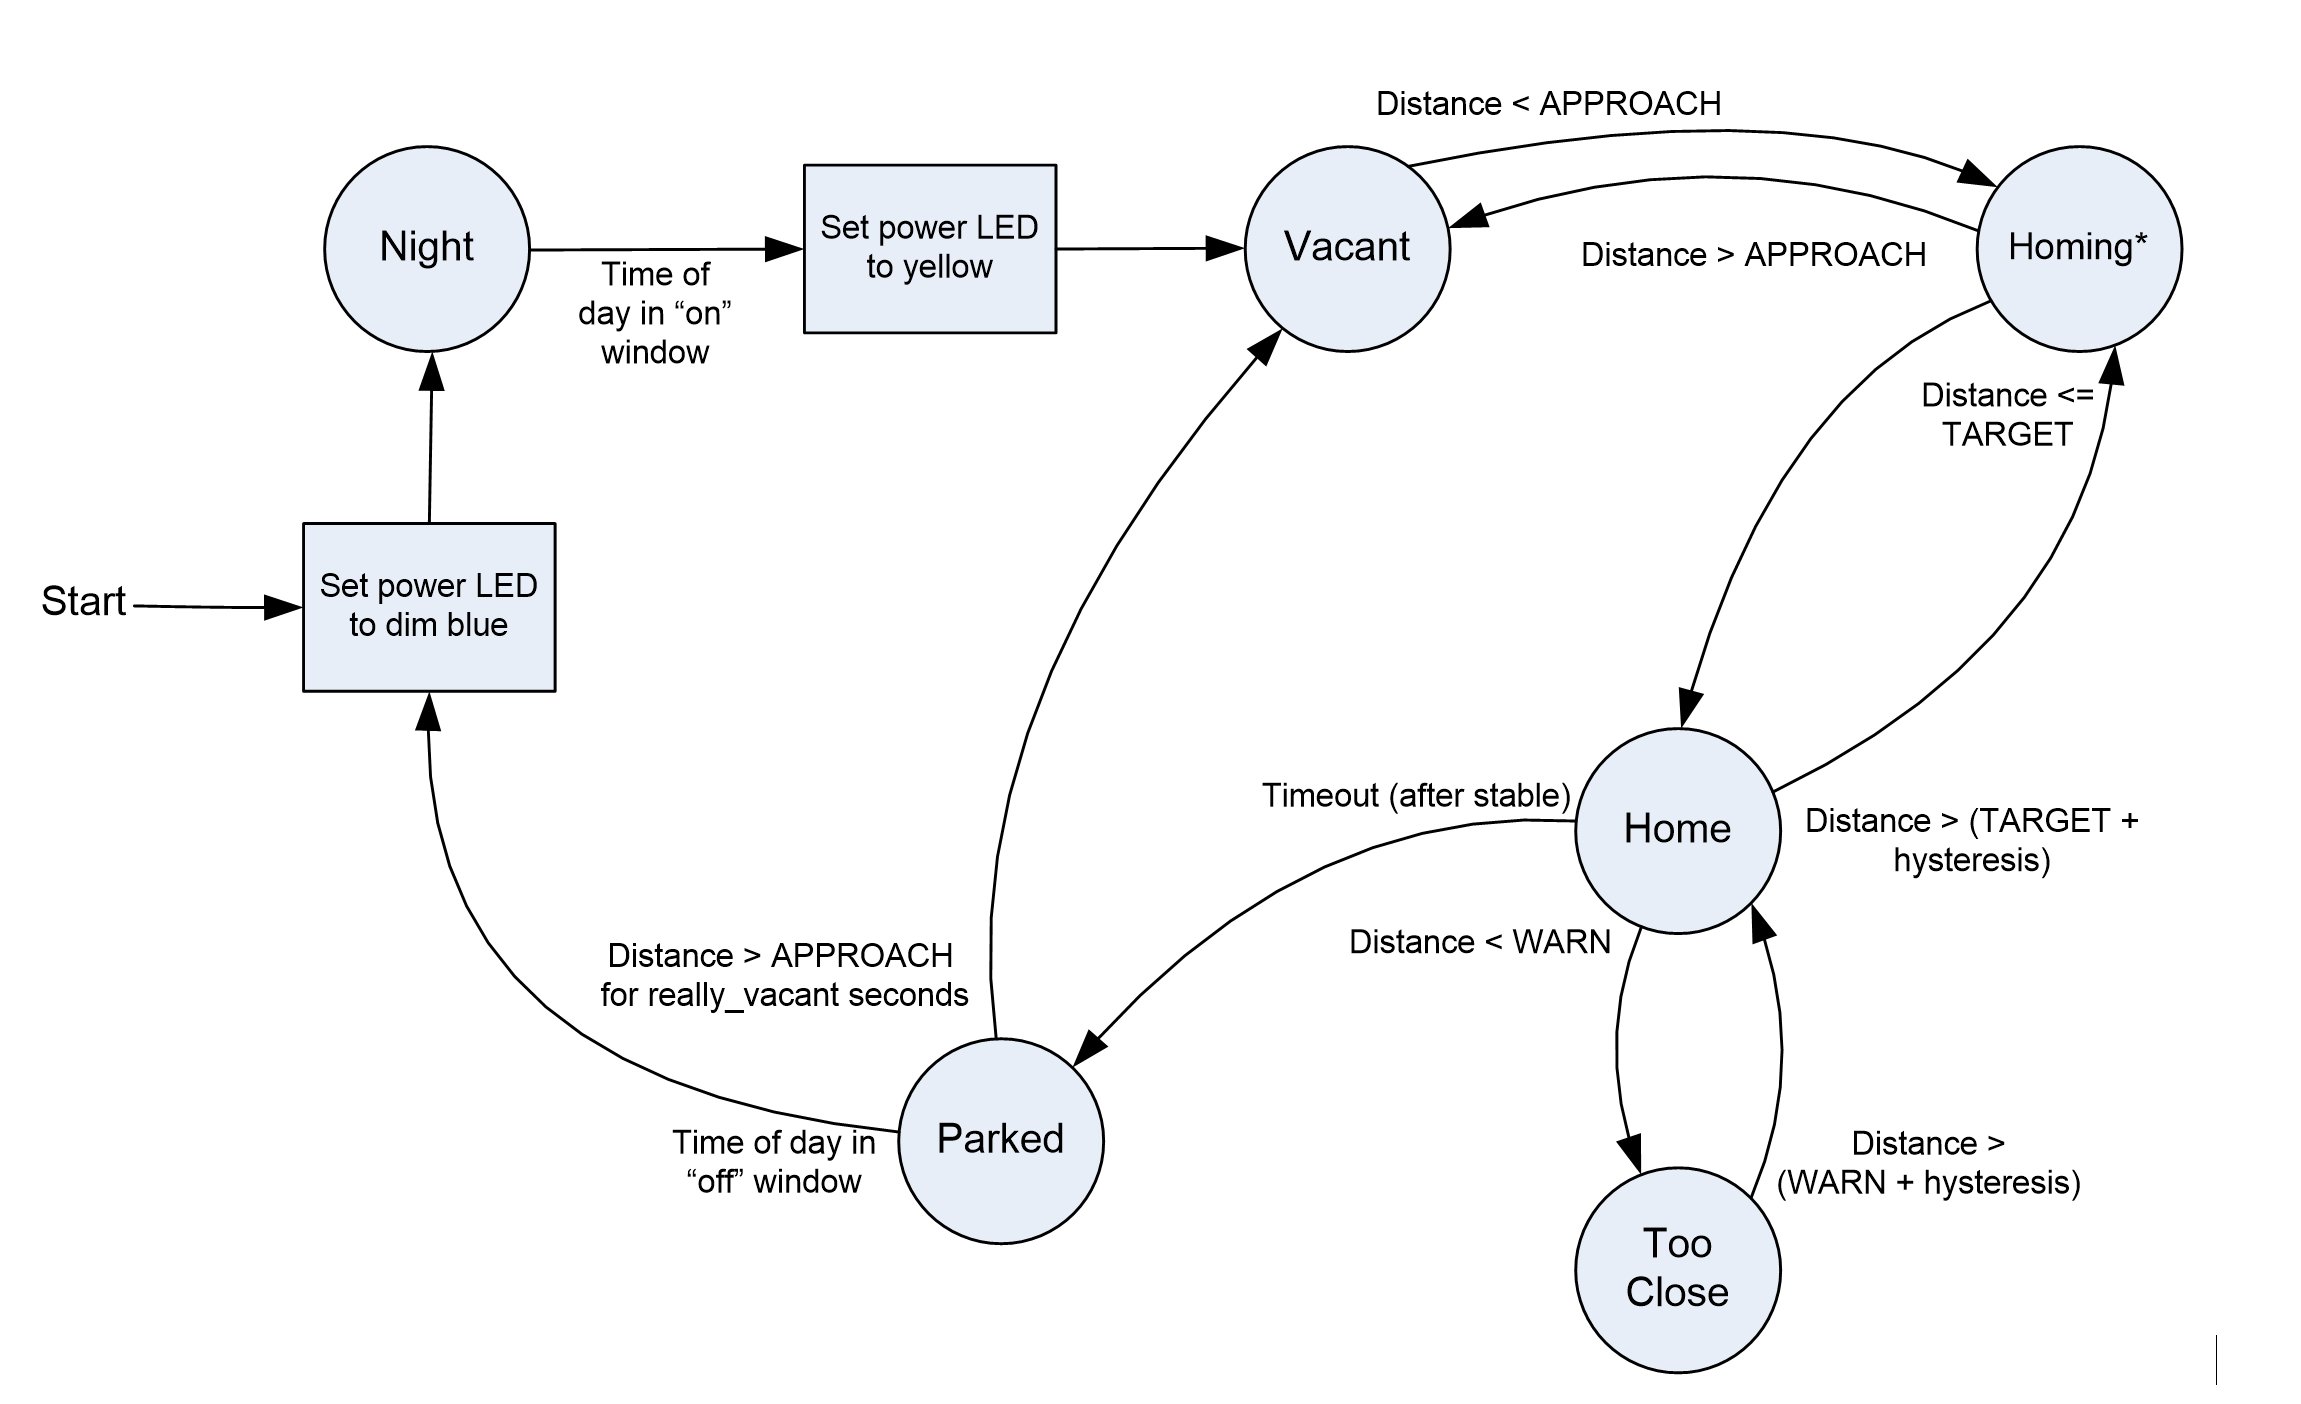 Distance < APPROACH
Night
Set power LED
to yellow
Vacant
Homing*
Distance > APPROACH
Time of
day in “on”
window
Distance <=
TARGET
Start
Set power LED
to dim blue
Timeout (after stable)
Home
Distance > (TARGET +
hysteresis)
Distance < WARN
Distance > APPROACH
for really_vacant seconds
Parked
Time of day in
“off” window
Distance >
(WARN + hysteresis)
Too
Close